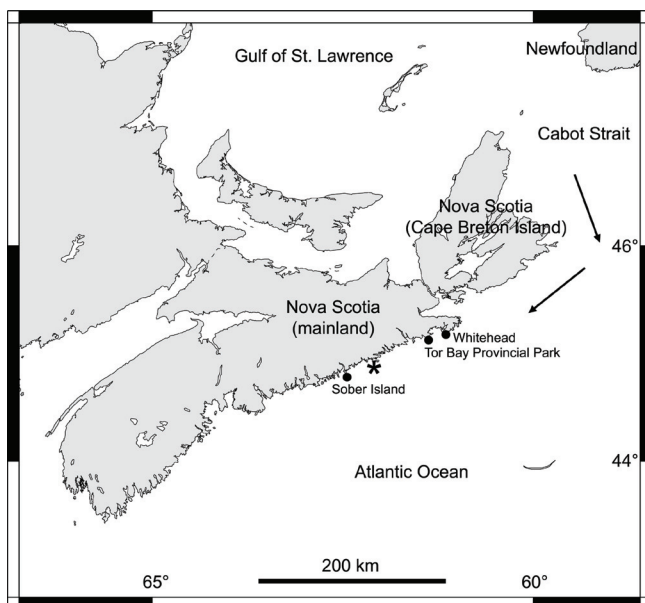 Gulf of St. Lawrence
Newfoundland
Cabot Strait
Nova Scotia
(Cape Breton Island)
46°
Nova Scotia
(mainland)
Whitehead
Tor Bay Provincial Park
*
Sober Island
44°
Atlantic Ocean
200 km
65°
60°